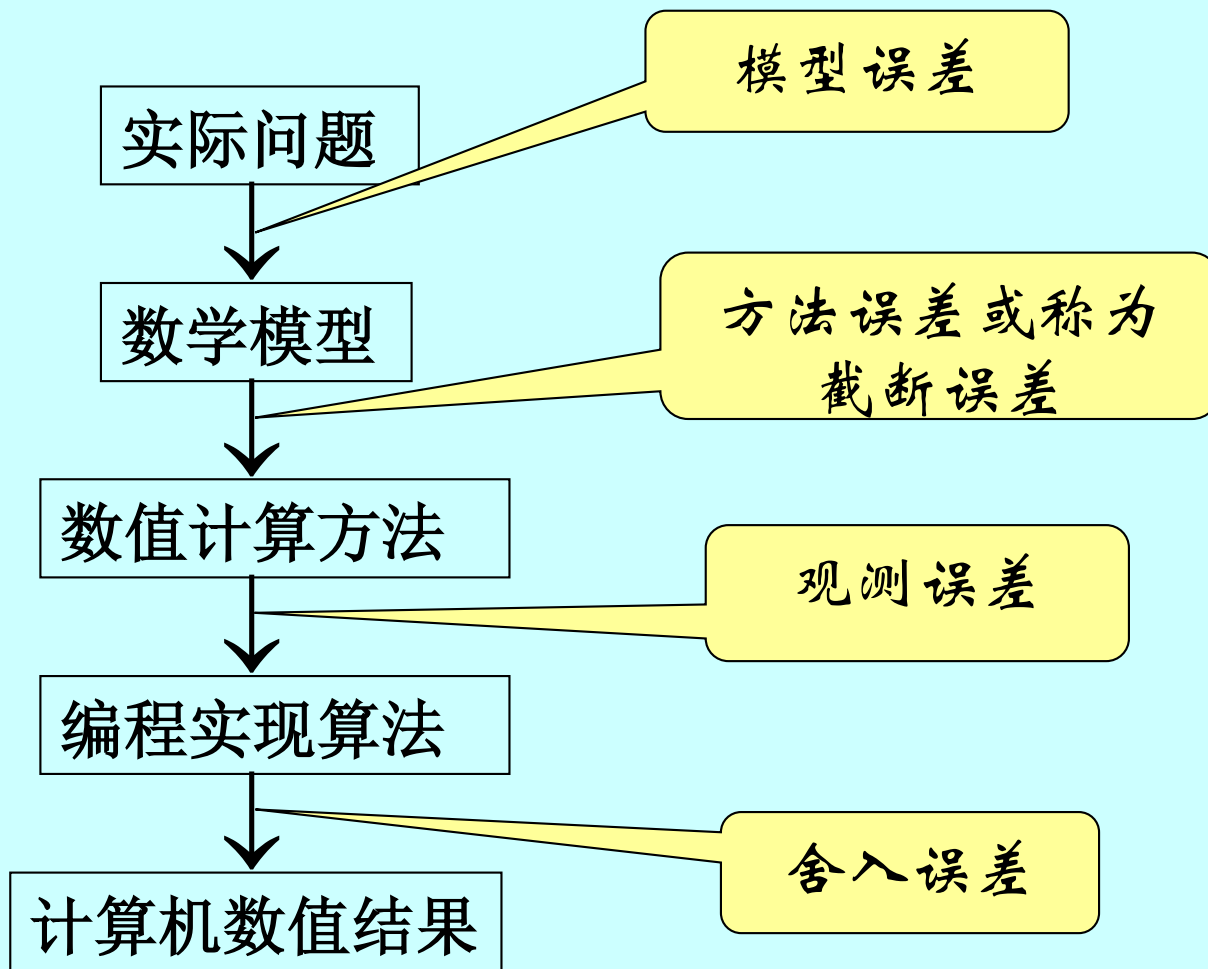 模型误差
实际问题
数学模型
方法误差或称为
截断误差
数值计算方法
观测误差
编程实现算法
舍入误差
计算机数值结果